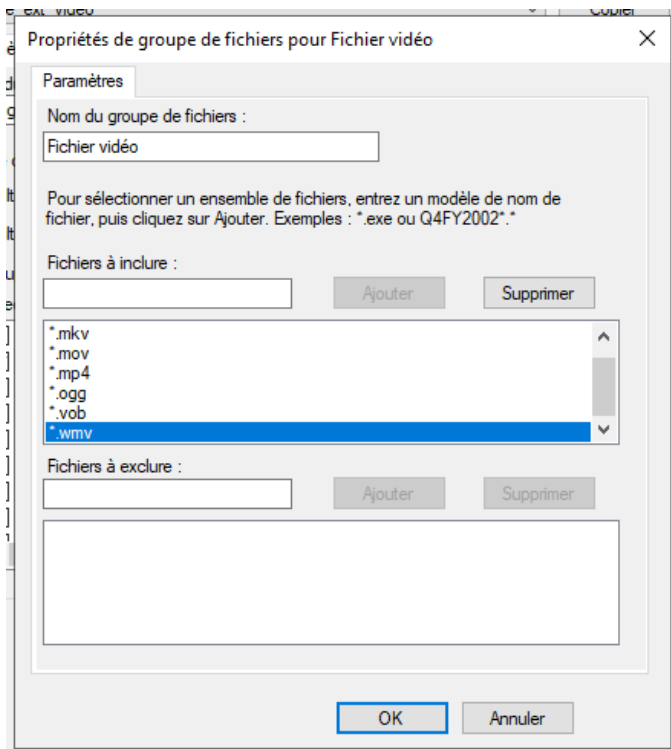 Copier
Propriétés de groupe de fichiers pour Fichier vidéo
Paramètres
Nom du groupe de fichiers :
Fichier vidéo
Pour sélectionner un ensemble de fichiers, entrez un modèle de nom de
fichier, puis cliquez sur Ajouter. Exemples : *.exe ou Q4FY2002*.*
Fichiers à inclure :
Ajouter
Supprimer
*.mkv
*.mov
*.mp4
*.ogg
*.vob
*.wmv
Fichiers à exclure :
Ajouter
Supprimer
OK
Annuler